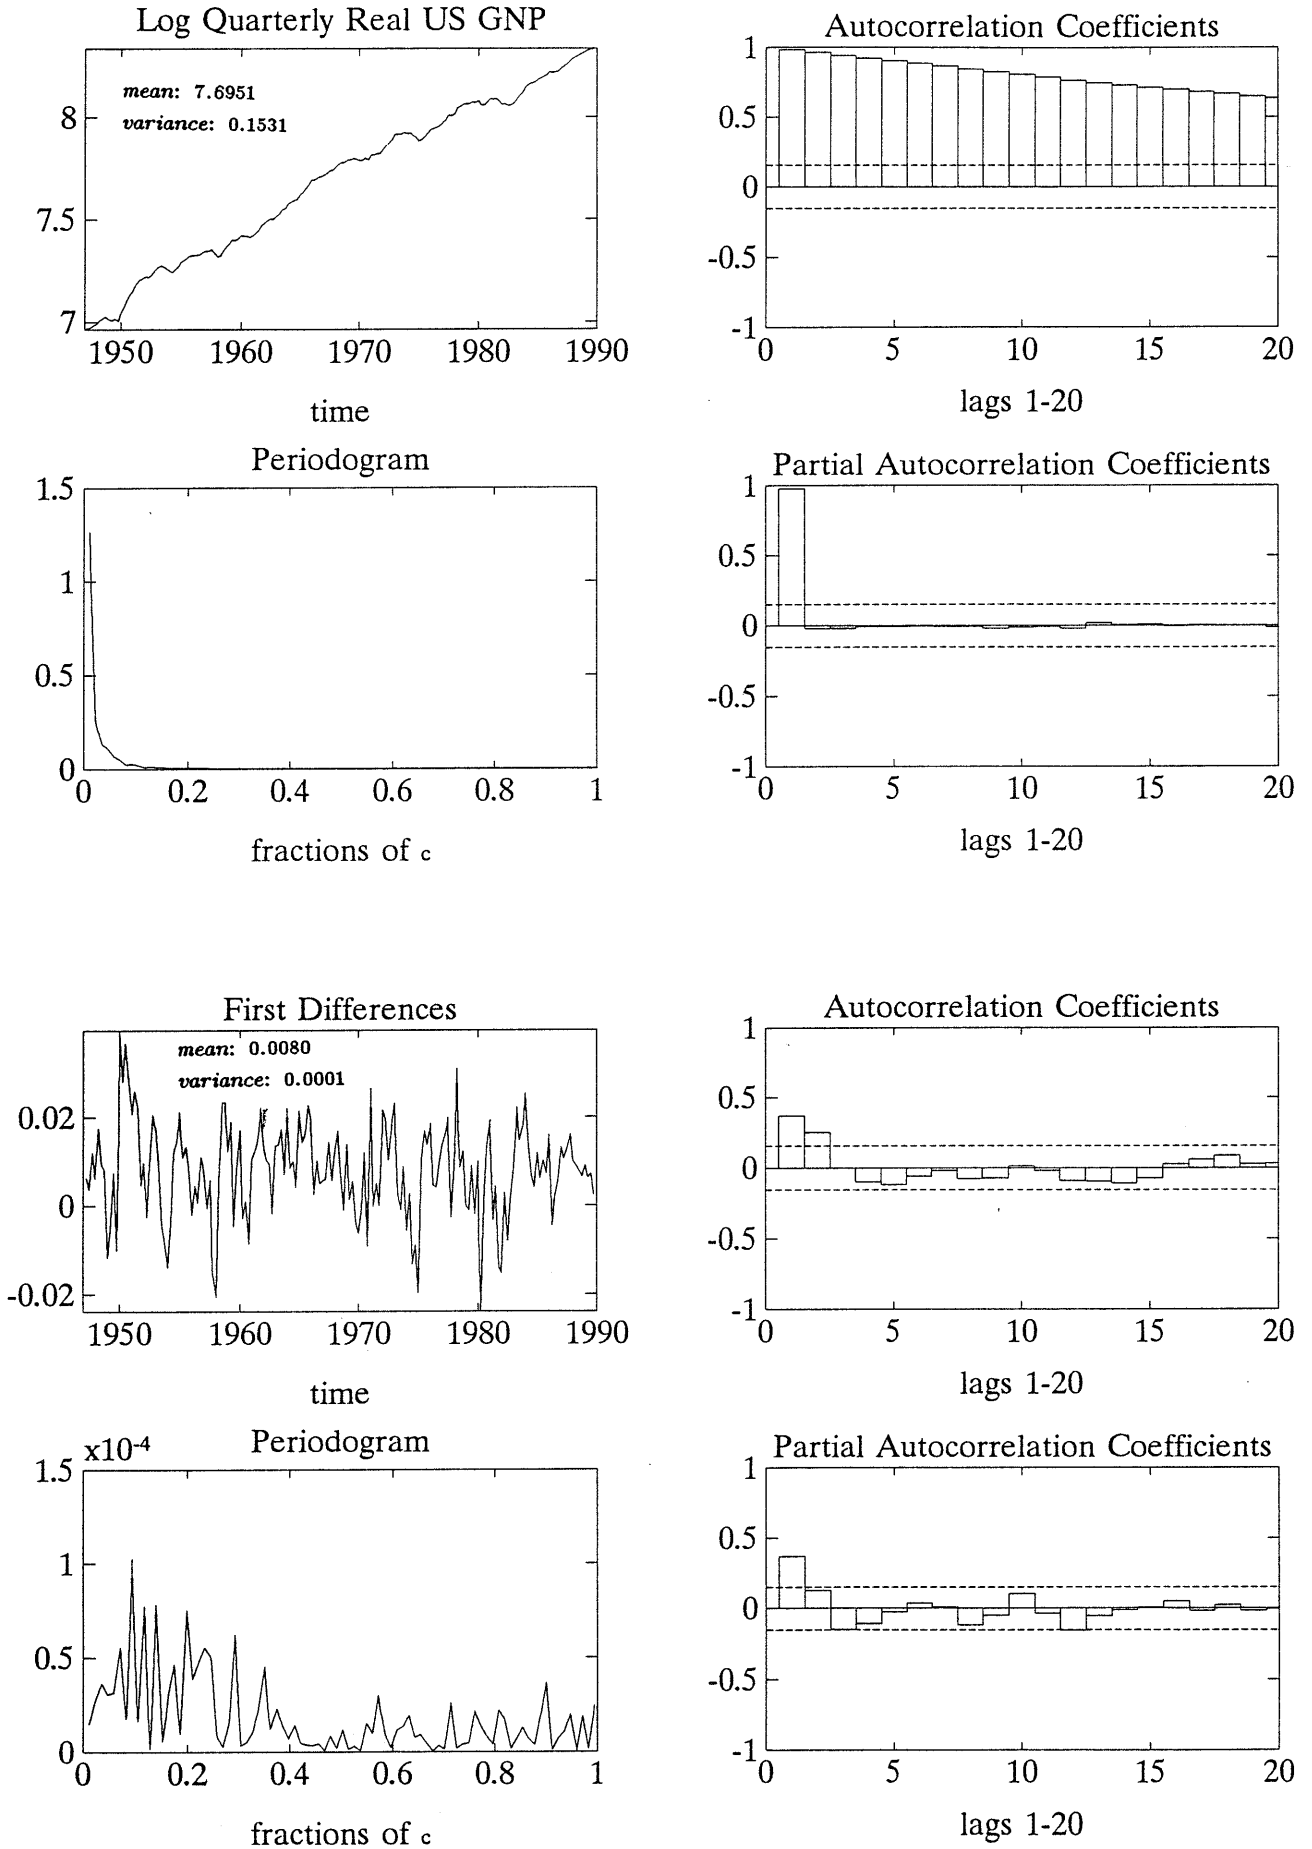 Log Quarterly Real US GNP
mean: 7.6951
variance: 0.1531
8
7.5
7
1950 1960 1970 1980 1990
time
Autocorrelation Coefficients
1
0.5
0
-0.5
-1
0 5 10 15 20
lags 1-20
Periodogram
1.5
1
0.5
0
0 0.2 0.4 0.6 0.8 1
fractions of c
Partial Autocorrelation Coefficients
1
0.5
0
-0.5
-1
0 5 10 15 20
lags 1-20
First Differences
mean: 0.0080
variance: 0.0001
0.02
0
-0.02
1950 1960 1970 1980 1990
time
Autocorrelation Coefficients
1
0.5
0
-0.5
-1
0 5 10 15 20
lags 1-20
x10-4
Periodogram
1.5
1
0.5
0
0 0.2 0.4 0.6 0.8 1
fractions of c
Partial Autocorrelation Coefficients
1
0.5
0
-0.5
-1
0 5 10 15 20
lags 1-20